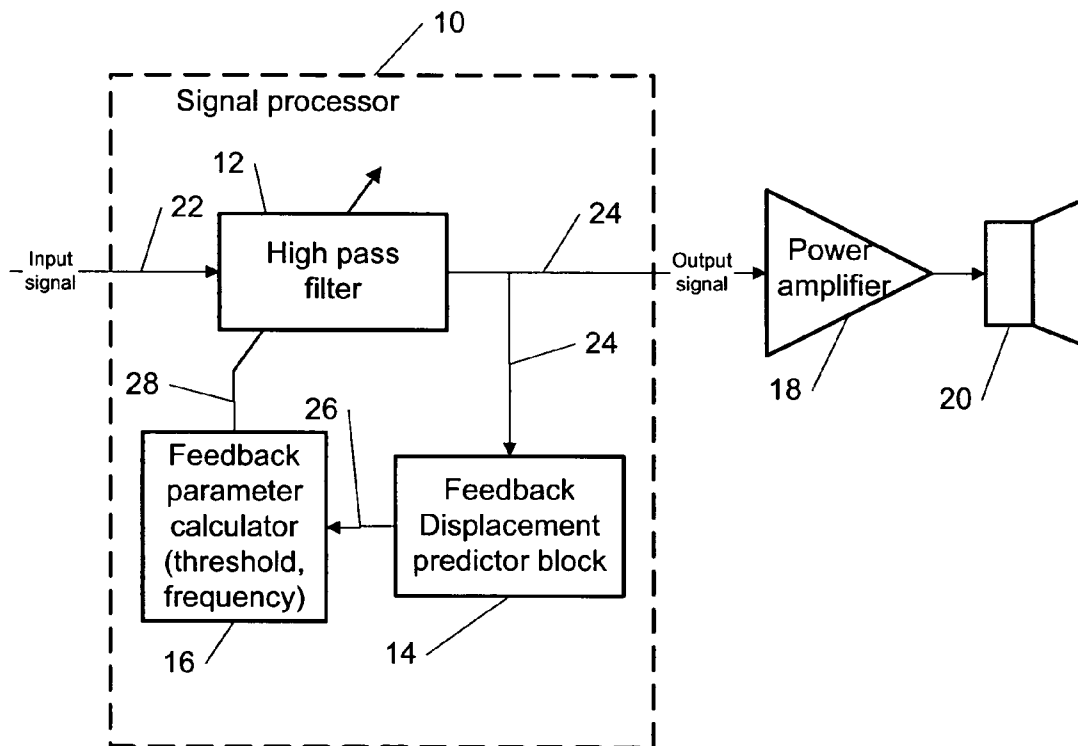 10
Signal processor
12
22
24
High pass
filter
Input
signal
Output
signal
Power
amplifier
24
28
26
18
20
Feedback
parameter
calculator
(threshold,
frequency)
Feedback
Displacement
predictor block
16
14